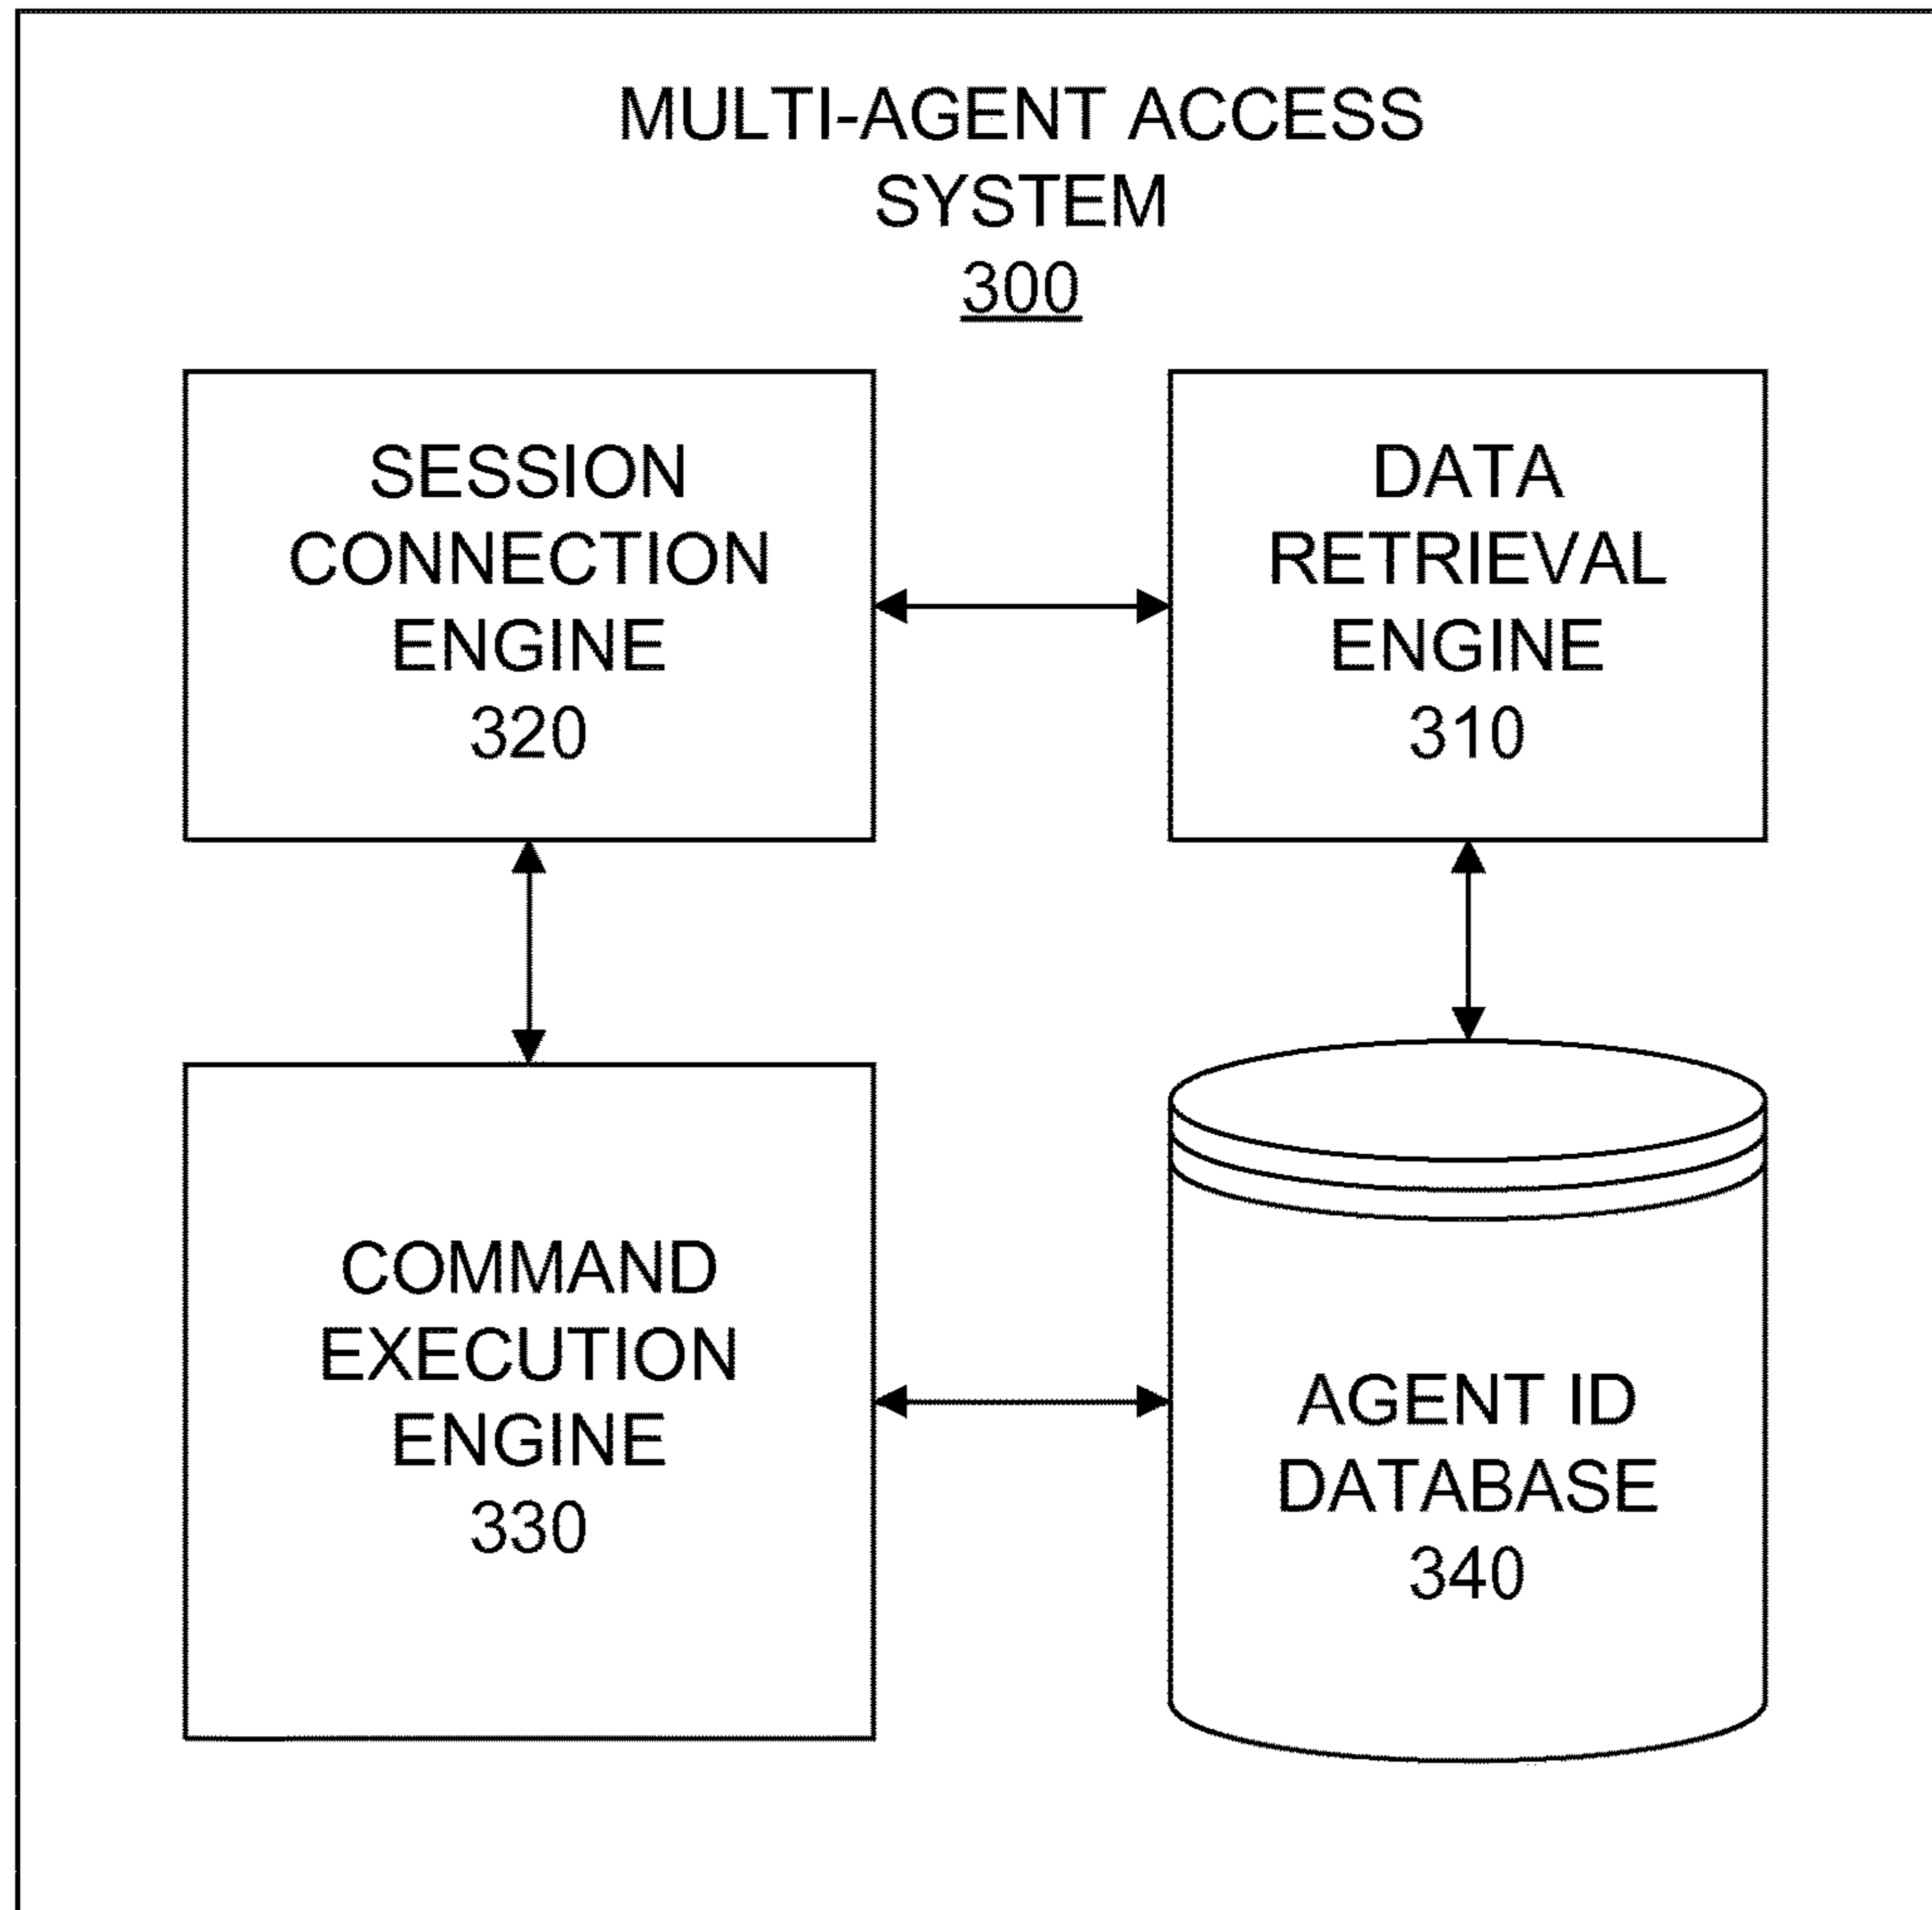 MULTI-AGENT ACCESS
SYSTEM
300
SESSION
CONNECTION
ENGINE
320
DATA
RETRIEVAL
ENGINE
310
COMMAND
EXECUTION
ENGINE
330
AGENT ID
DATABASE
340